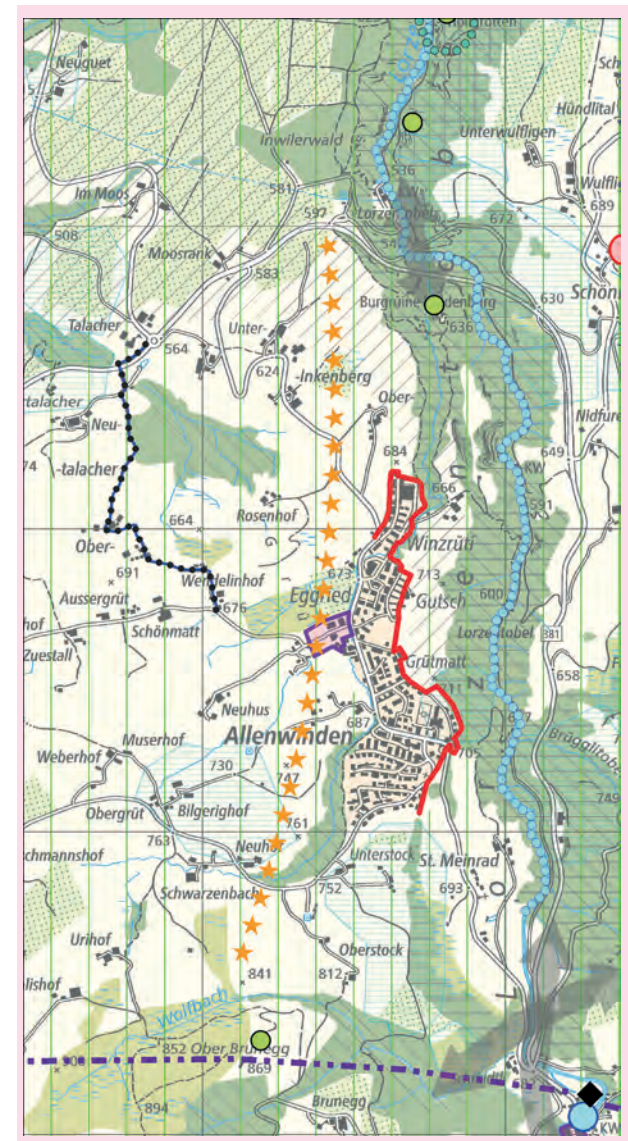 Neuguet
Inwilerwald
Unterwulfligen
Hündlital
Im Moos
581
536
KW
Lorzentobel
597
672
689
508
Moosrank
583
54
Schön
Burgruine
636
630
Talacher
564
Unter-
624
-Inkenberg
Ober-
Neu-
-talacher
684
649
Rosenhof
666
KW
591
664
Winzrüti
Ober-
691
Wendelinhof
673
Eggried
713
Gutsch
600
Aussergrüt
676
Schönmatt
Lorzentobel
381
Zuestall
Grütmatt
658
Neuhus
687
Allenwinden
705
Muserhof
Weberhof
730
747
749
Obergrüt
Bilgerighof
761
763
Neuhof
Unterstock
St. Meinrad
Schwarzenbach
752
693
Urihof
Oberstock
841
812
Wolfbach
852 Ober Brunegg
869
894
Brunegg
KW